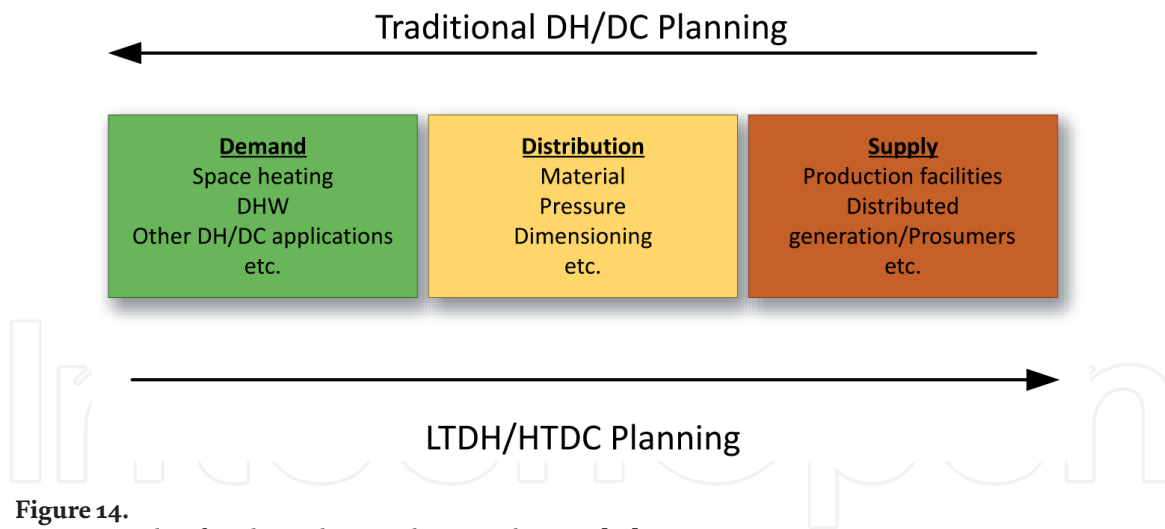 Traditional DH/DC Planning
Demand
Space heating
DHW
Other DH/DC applications
etc.
Distribution
Material
Pressure
Dimensioning
etc.
Supply
Production facilities
Distributed
generation/Prosumers
etc.
LTDH/HTDC Planning
Figure 14.